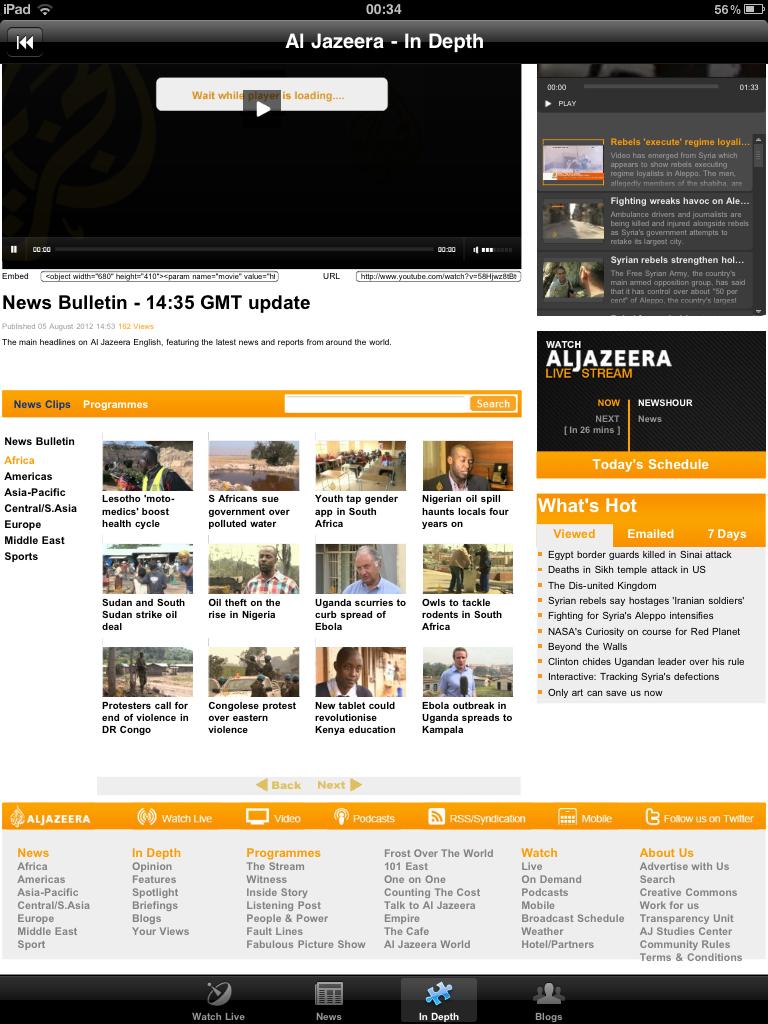 iPad
00:34
56%
Al Jazeera - In Depth
Wait while player is loading....
00:00
00:00
Embed
<object width="680" height="410"><param name="movie" value="ht
URL
http://www.youtube.com/watch?v=58Hjwz8tBt
News Bulletin - 14:35 GMT update
Published 05 August 2012 14:53 162 Views
The main headlines on Al Jazeera English, featuring the latest news and reports from around the world.
00:00
01:33
PLAY
Rebels 'execute' regime loyali...
Video has emerged from Syria which
appears to show rebels executing
regime loyalists in Aleppo. The men,
allegedly members of the shabiha, are
Fighting wreaks havoc on Ale...
Ambulance drivers and journalists are
being killed and injured alongside rebels
as Syria's government attempts to
retake its largest city.
Syrian rebels strengthen hol...
The Free Syrian Army, the country's
main armed opposition group, has said
that it has control over about "50 per
cent" of Aleppo, the country's largest
WATCH
ALJAZEERA
LIVE STREAM
NOW
NEWSHOUR
NEXT
News
[ In 26 mins ]
Today's Schedule
News Clips
Programmes
Search
News Bulletin
Africa
Americas
Asia-Pacific
Central/S.Asia
Europe
Middle East
Sports
Lesotho 'moto-
medics' boost
health cycle
S Africans sue
government over
polluted water
Youth tap gender
app in South
Africa
Nigerian oil spill
haunts locals four
years on
Sudan and South
Sudan strike oil
deal
Oil theft on the
rise in Nigeria
Uganda scurries to
curb spread of
Ebola
Owls to tackle
rodents in South
Africa
Protesters call for
end of violence in
DR Congo
Congolese protest
over eastern
violence
New tablet could
revolutionise
Kenya education
Ebola outbreak in
Uganda spreads to
Kampala
Back
Next
What's Hot
Viewed
Emailed
7 Days
Egypt border guards killed in Sinai attack
Deaths in Sikh temple attack in US
The Dis-united Kingdom
Syrian rebels say hostages 'Iranian soldiers'
Fighting for Syria's Aleppo intensifies
NASA's Curiosity on course for Red Planet
Beyond the Walls
Clinton chides Ugandan leader over his rule
Interactive: Tracking Syria's defections
Only art can save us now
ALJAZEERA
Watch Live
Video
Podcasts
RSS/Syndication
Mobile
Follow us on Twitter
News
Africa
Americas
Asia-Pacific
Central/S.Asia
Europe
Middle East
Sport
In Depth
Opinion
Features
Spotlight
Briefings
Blogs
Your Views
Programmes
The Stream
Witness
Inside Story
Listening Post
People & Power
Fault Lines
Fabulous Picture Show
Frost Over The World
101 East
One on One
Counting The Cost
Talk to Al Jazeera
Empire
The Cafe
Al Jazeera World
Watch
Live
On Demand
Podcasts
Mobile
Broadcast Schedule
Weather
Hotel/Partners
About Us
Advertise with Us
Search
Creative Commons
Work for us
Transparency Unit
AJ Studies Center
Community Rules
Terms & Conditions
Watch Live
News
In Depth
Blogs